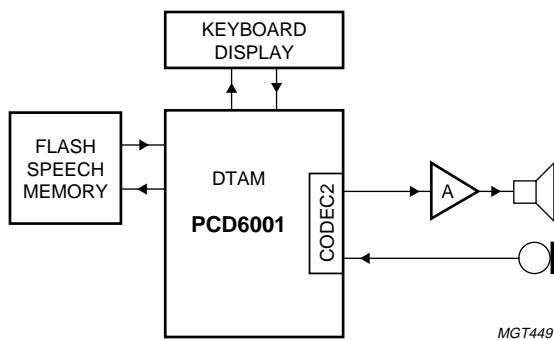 KEYBOARD
DISPLAY
FLASH
SPEECH
MEMORY
DTAM
PCD6001
CODEC2
A
MGT449